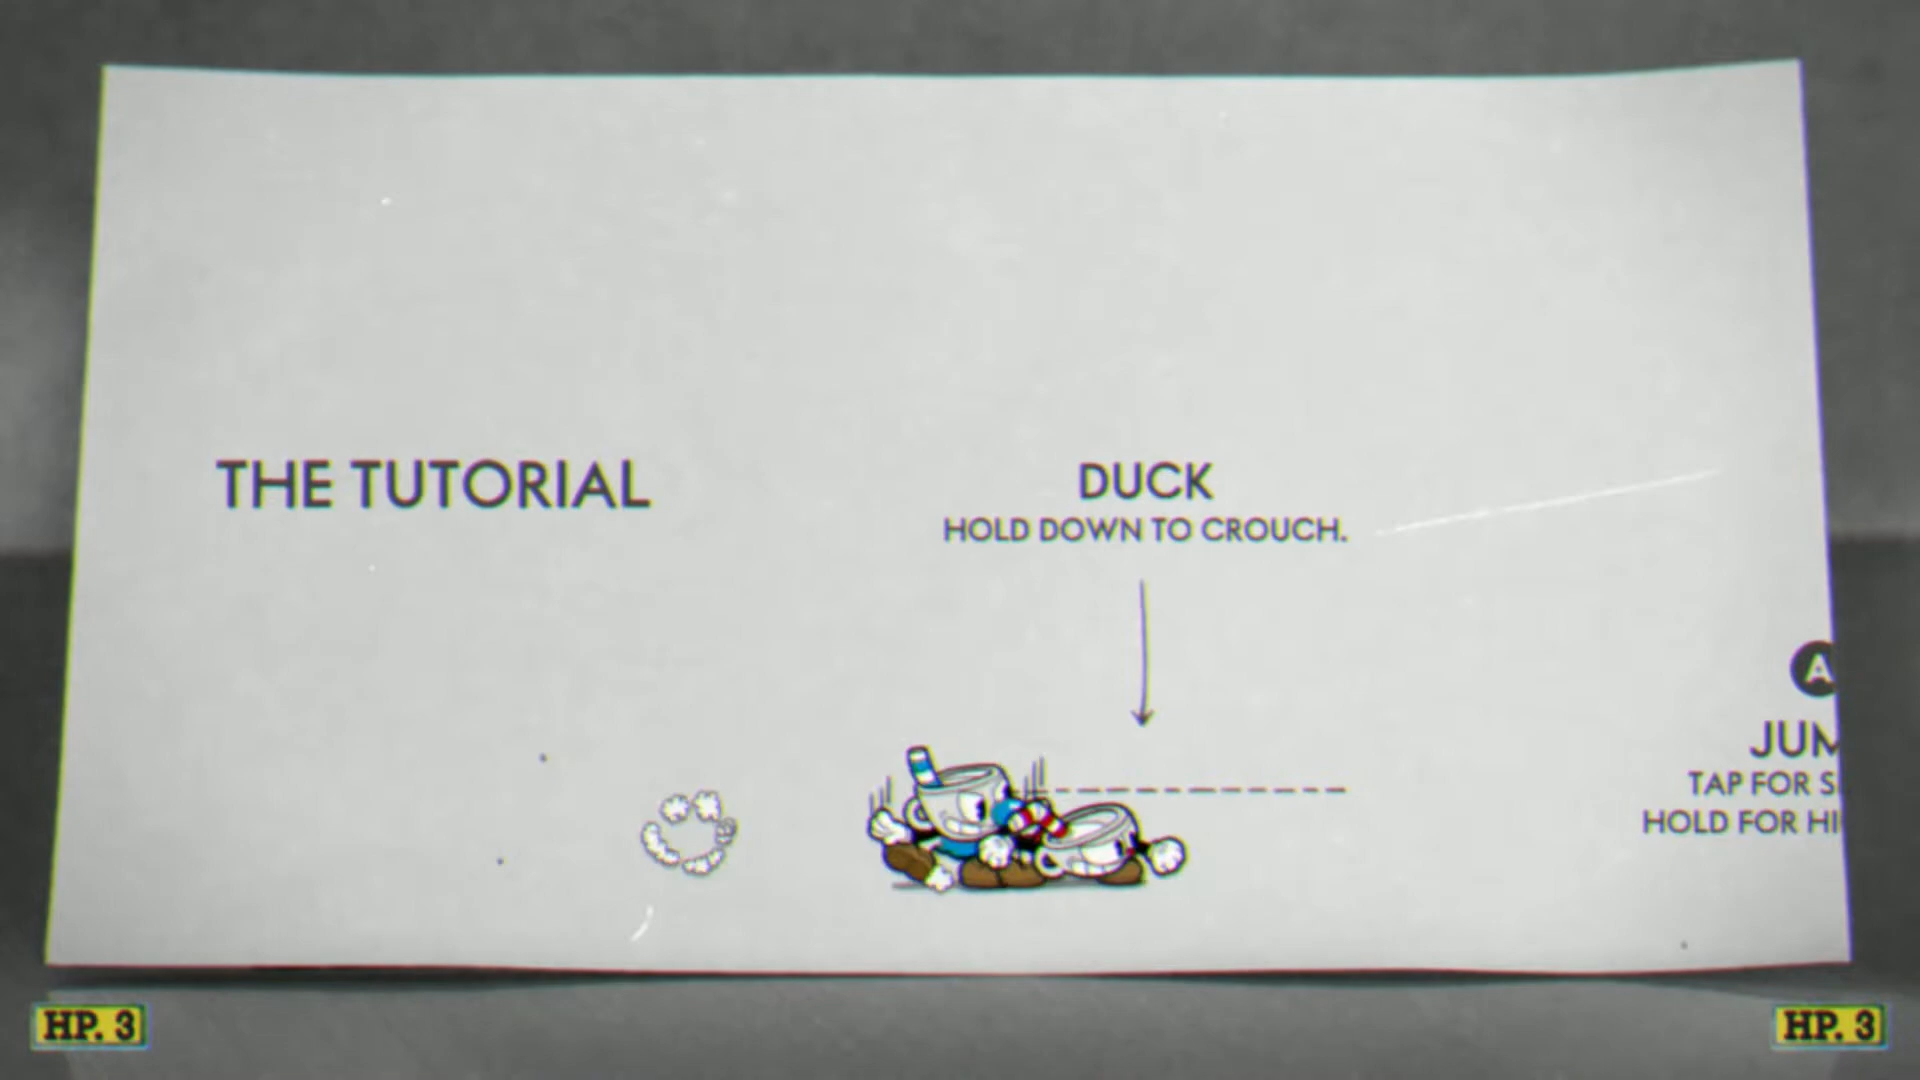 THE TUTORIAL
DUCK
HOLD DOWN TO CROUCH.
A
TAP FOR
HOLD FOR
HP. 3
HP. 3